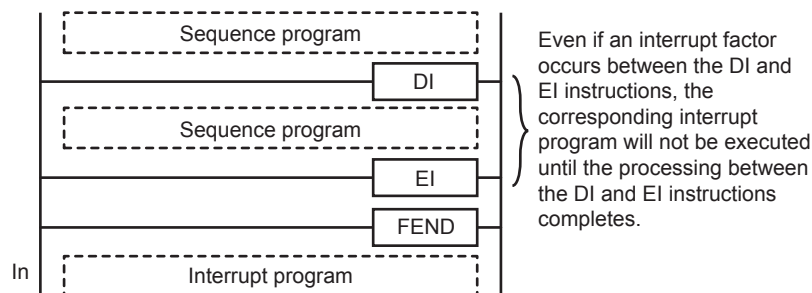 Sequence program
DI
Sequence program
EI
FEND
In
Interrupt program
Even if an interrupt factor
occurs between the DI and
EI instructions, the
corresponding interrupt
program will not be executed
until the processing between
the DI and EI instructions
completes.